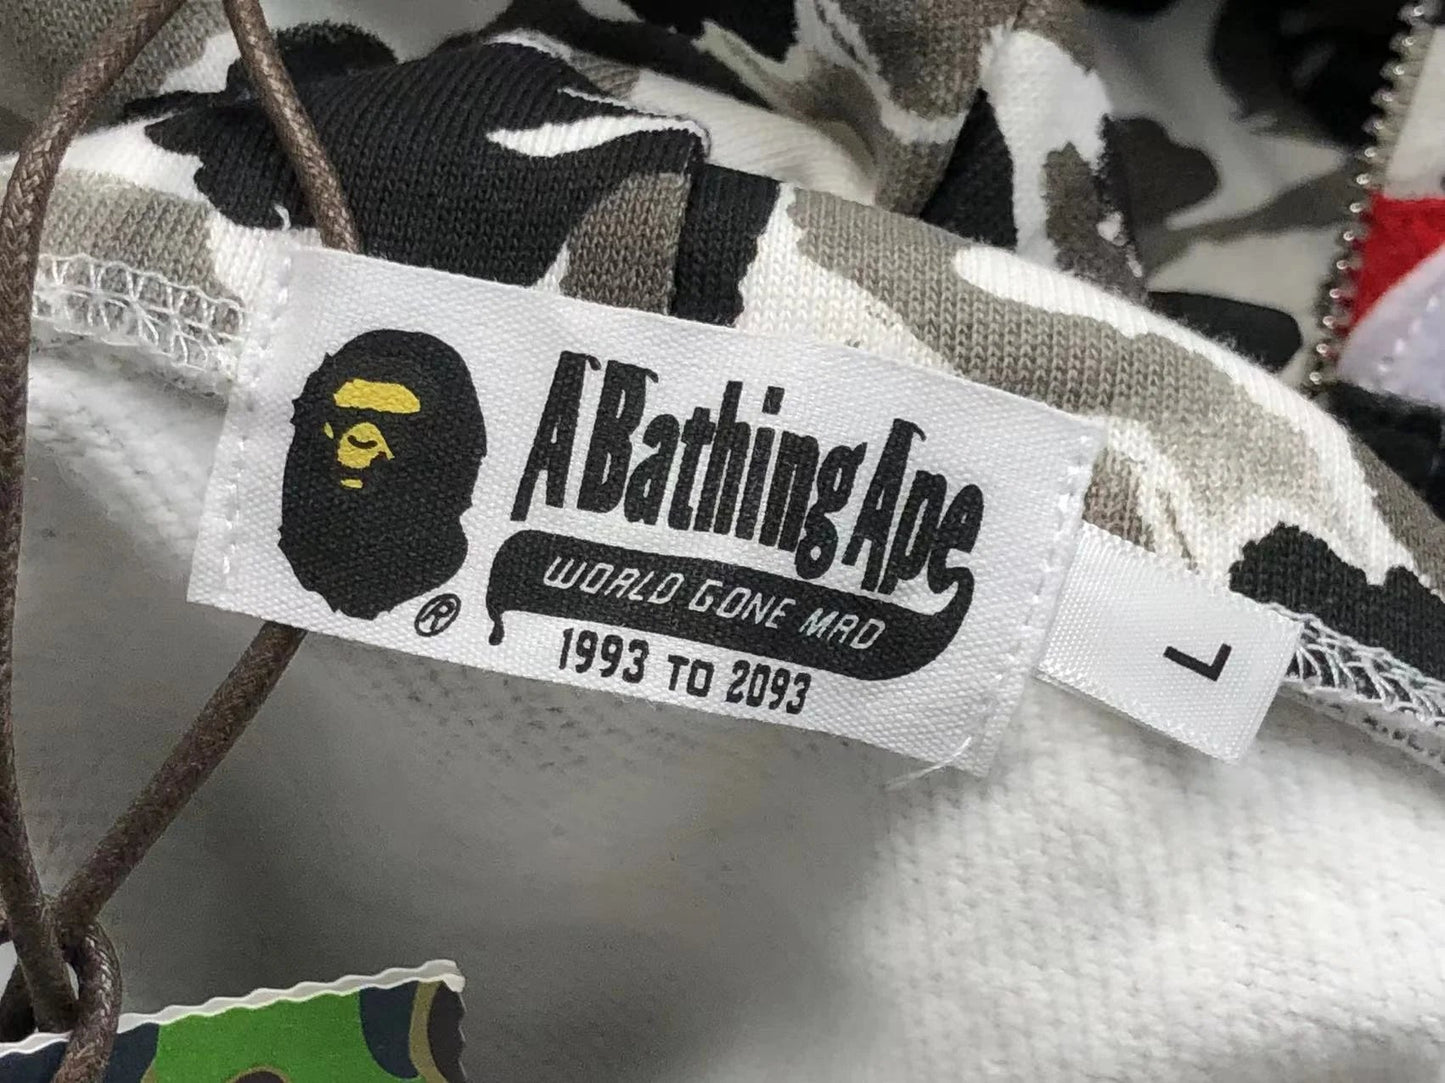 A Bathing Ape
WORLD GONE MAD
1993 TO 2093
®
L